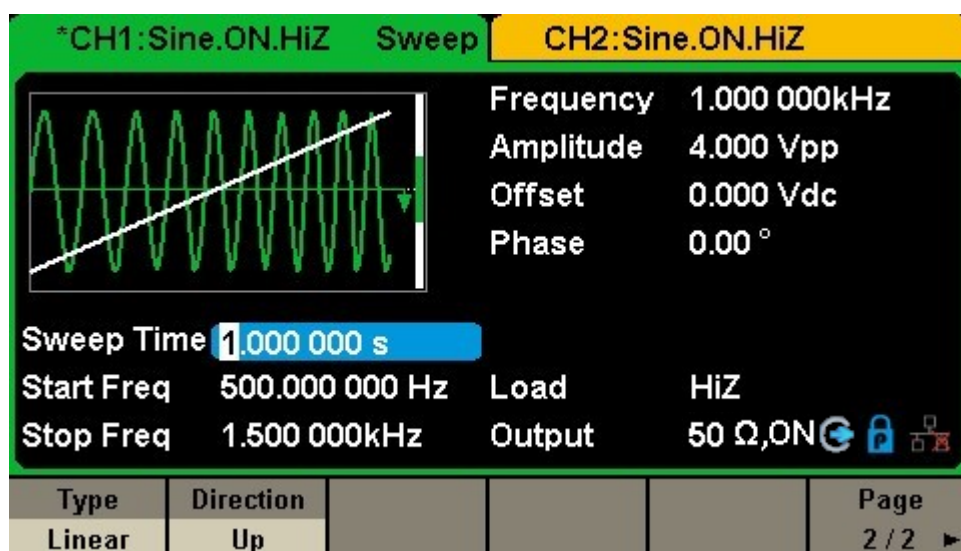 *CH1:Sine.ON.HiZ Sweep CH2:Sine.ON.HiZ
Frequency 1.000 000kHz
Amplitude 4.000 Vpp
Offset 0.000 Vdc
Phase 0.00 °
Sweep Time 1.000 000 s
Start Freq 500.000 000 Hz Load HiZ
Stop Freq 1.500 000kHz Output 50 Ω,ON P
Type Direction Page
Linear Up 2 / 2